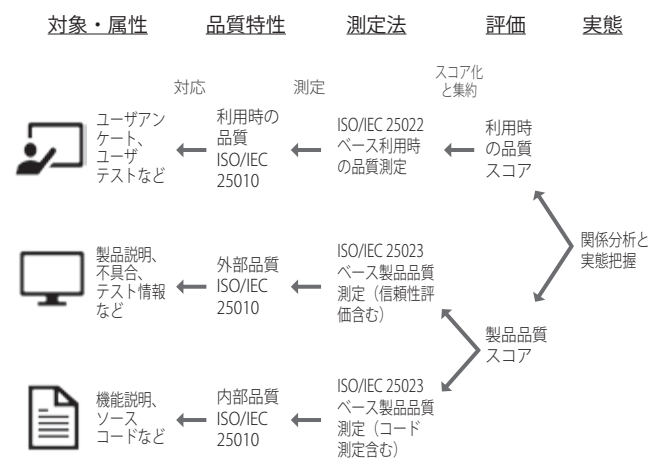 対象・属性
品質特性
測定法
評価
実態
対応
測定
スコア化
と集約
ユーザアン
ケート、
ユーザ
テストなど
利用時の
品質
ISO/IEC
25010
ISO/IEC 25022
ベース利用時
の品質測定
利用時
の品質
スコア
関係分析と
実態把握
製品説明、
不具合、
テスト情報
など
外部品質
ISO/IEC
25010
ISO/IEC 25023
ベース製品品質
測定（信頼性評
価含む）
製品品質
スコア
機能説明、
ソース
コードなど
内部品質
ISO/IEC
25010
ISO/IEC 25023
ベース製品品質
測定（コード
測定含む）